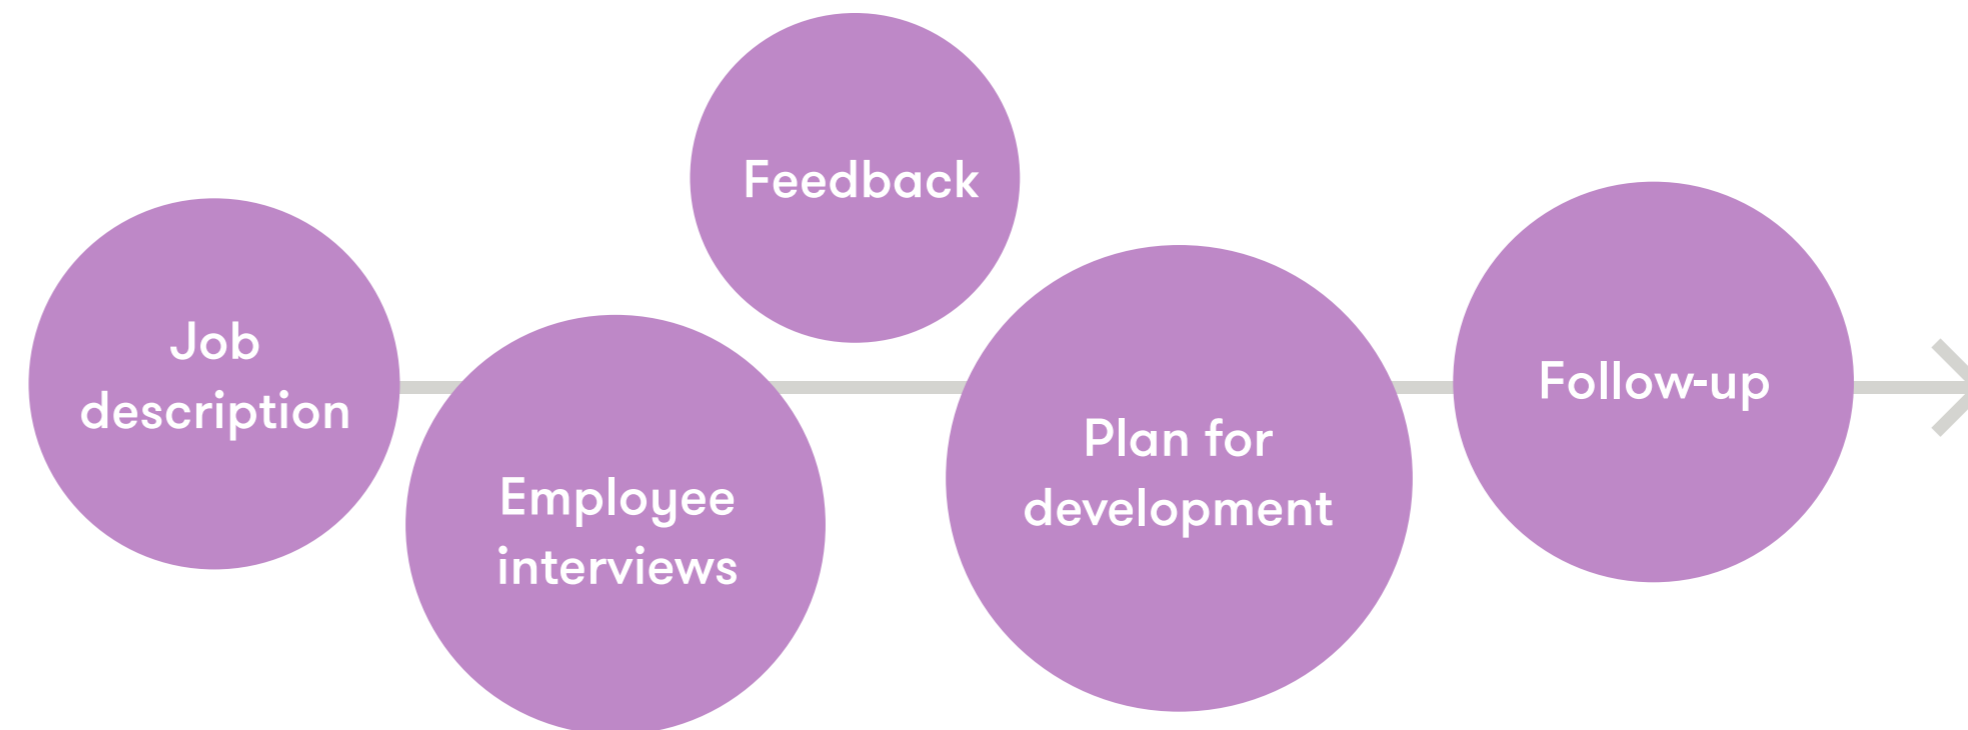 Job
description
Employee
interviews
Feedback
Plan for
development
Follow-up